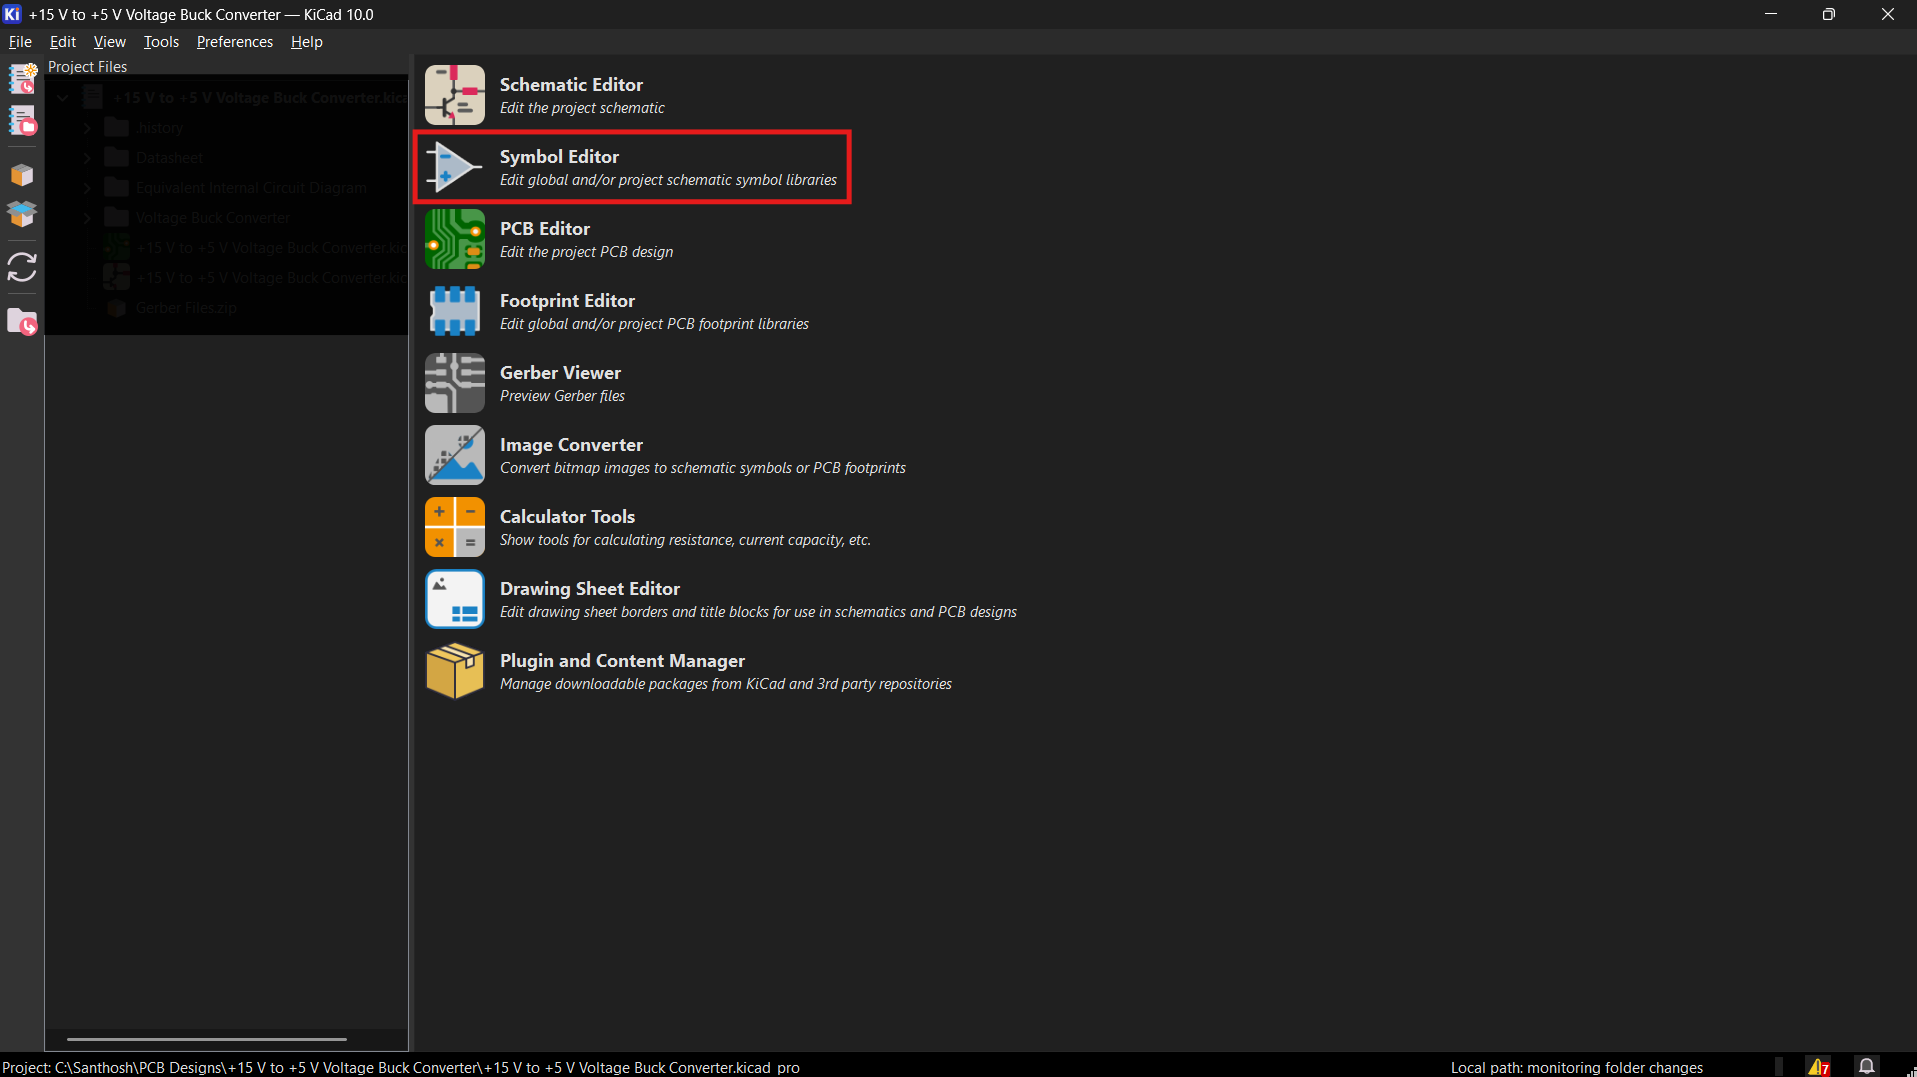 +15 V to +5 V Voltage Buck Converter — KiCad 10.0
File Edit View Tools Preferences Help
Project Files
+15 V to +5 V Voltage Buck Converter.kica
.history
Datasheet
Equivalent Internal Circuit Diagram
Voltage Buck Converter
+15 V to +5 V Voltage Buck Converter.kic
+15 V to +5 V Voltage Buck Converter.kic
Gerber Files.zip
Schematic Editor
Edit the project schematic
Symbol Editor
Edit global and/or project schematic symbol libraries
PCB Editor
Edit the project PCB design
Footprint Editor
Edit global and/or project PCB footprint libraries
Gerber Viewer
Preview Gerber files
Image Converter
Convert bitmap images to schematic symbols or PCB footprints
Calculator Tools
Show tools for calculating resistance, current capacity, etc.
Drawing Sheet Editor
Edit drawing sheet borders and title blocks for use in schematics and PCB designs
Plugin and Content Manager
Manage downloadable packages from KiCad and 3rd party repositories
Project: C:\Santhosh\PCB Designs\+15 V to +5 V Voltage Buck Converter\+15 V to +5 V Voltage Buck Converter.kicad_pro
Local path: monitoring folder changes
7